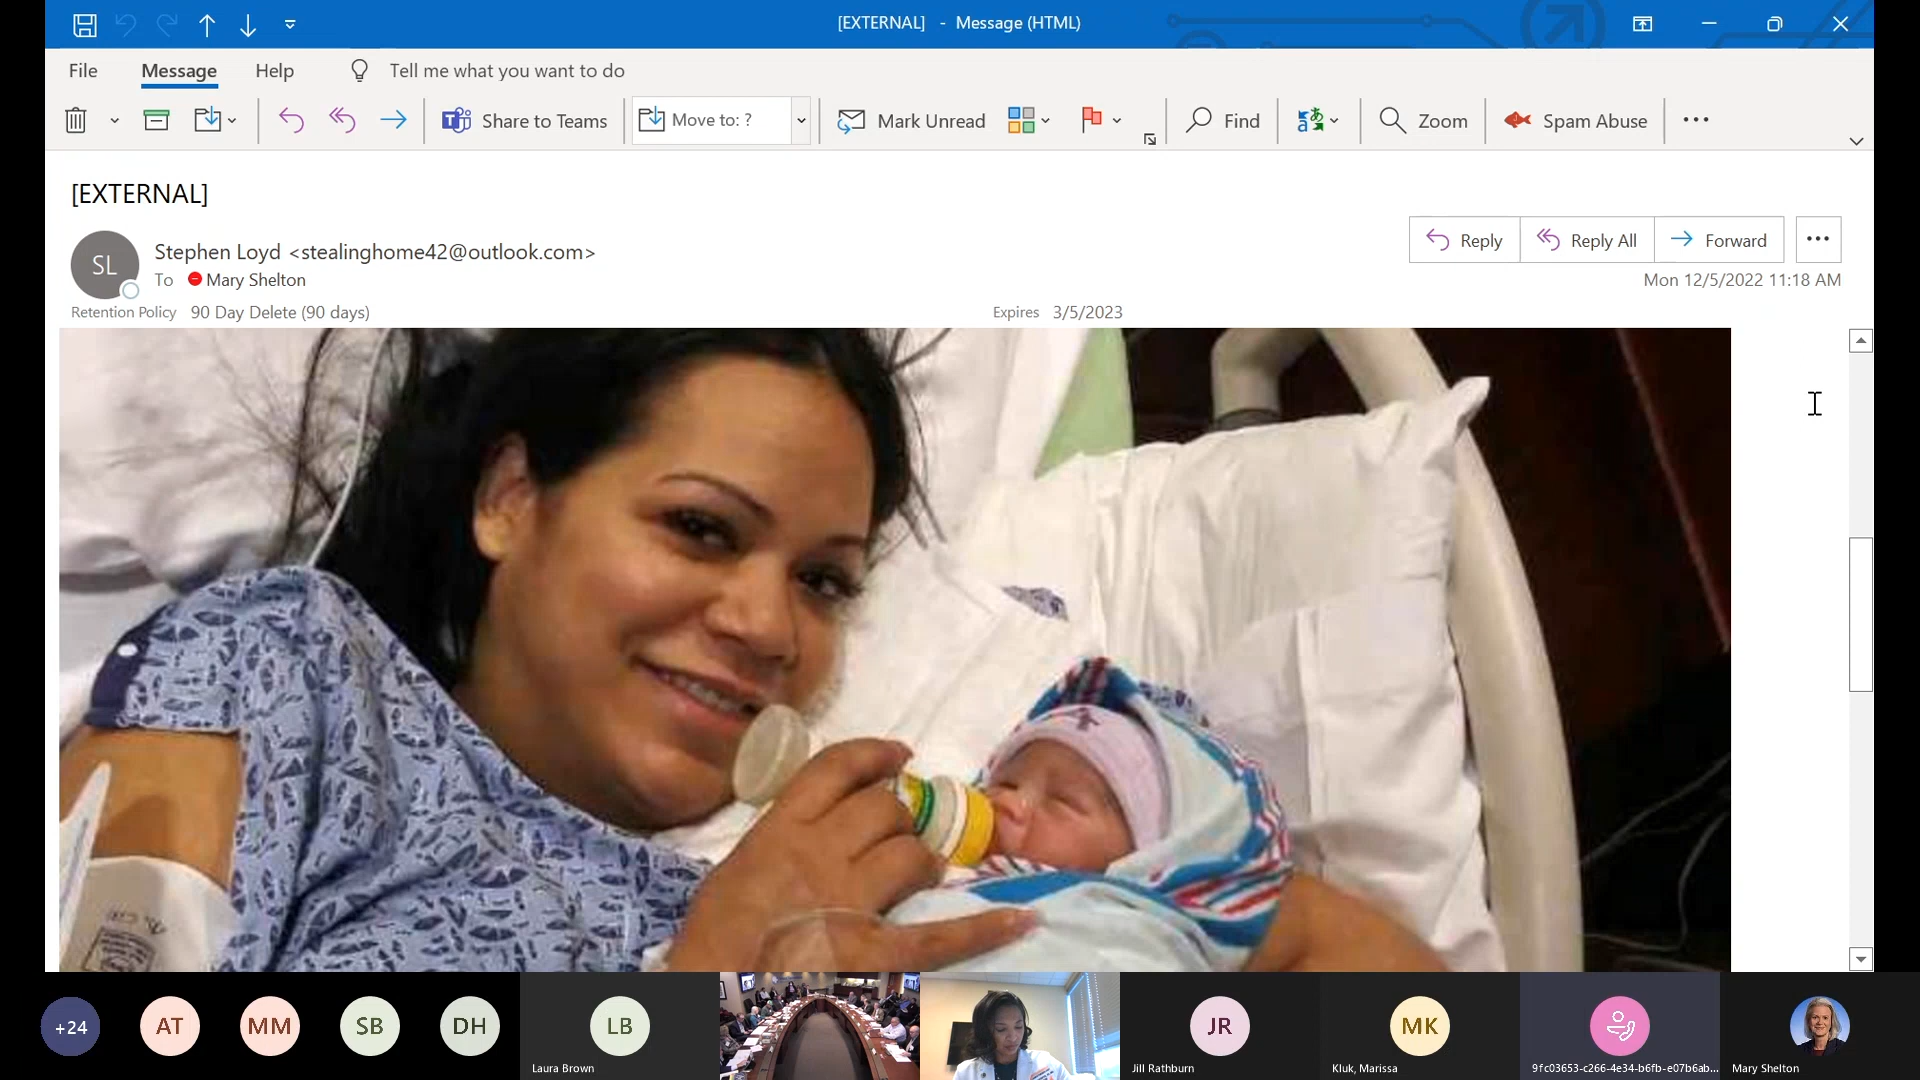 [EXTERNAL] - Message (HTML)
File Message Help Tell me what you want to do
Share to Teams Move to: ? Mark Unread Find Zoom Spam Abuse
[EXTERNAL]
SL
Stephen Loyd <stealinghome42@outlook.com>
Reply Reply All Forward
To Mary Shelton
Mon 12/5/2022 11:18 AM
Retention Policy 90 Day Delete (90 days) Expires 3/5/2023
+24 AT MM SB DH LB JR MK
Laura Brown Jill Rathburn Kluk, Marissa 9fc03653-c266-4e34-b6fb-e07b6ab... Mary Shelton